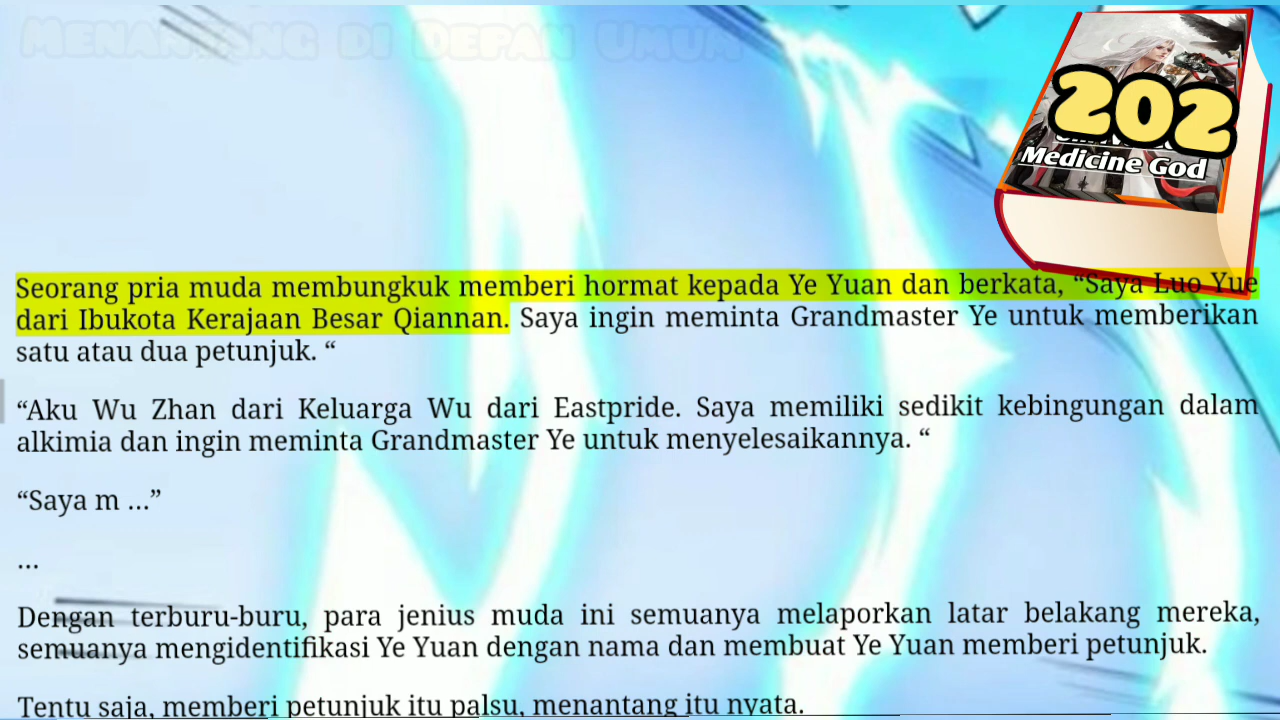 Menantang di Depan Umum
202
Medicine God
Seorang pria muda membungkuk memberi hormat kepada Ye Yuan dan berkata, “Saya Luo Yue
dari Ibukota Kerajaan Besar Qiannan. Saya ingin meminta Grandmaster Ye untuk memberikan
satu atau dua petunjuk. “
“Aku Wu Zhan dari Keluarga Wu dari Eastpride. Saya memiliki sedikit kebingungan dalam
alkimia dan ingin meminta Grandmaster Ye untuk menyelesaikannya. “
“Saya m ...”
...
Dengan terburu-buru, para jenius muda ini semuanya melaporkan latar belakang mereka,
semuanya mengidentifikasi Ye Yuan dengan nama dan membuat Ye Yuan memberi petunjuk.
Tentu saja, memberi petunjuk itu palsu, menantang itu nyata.